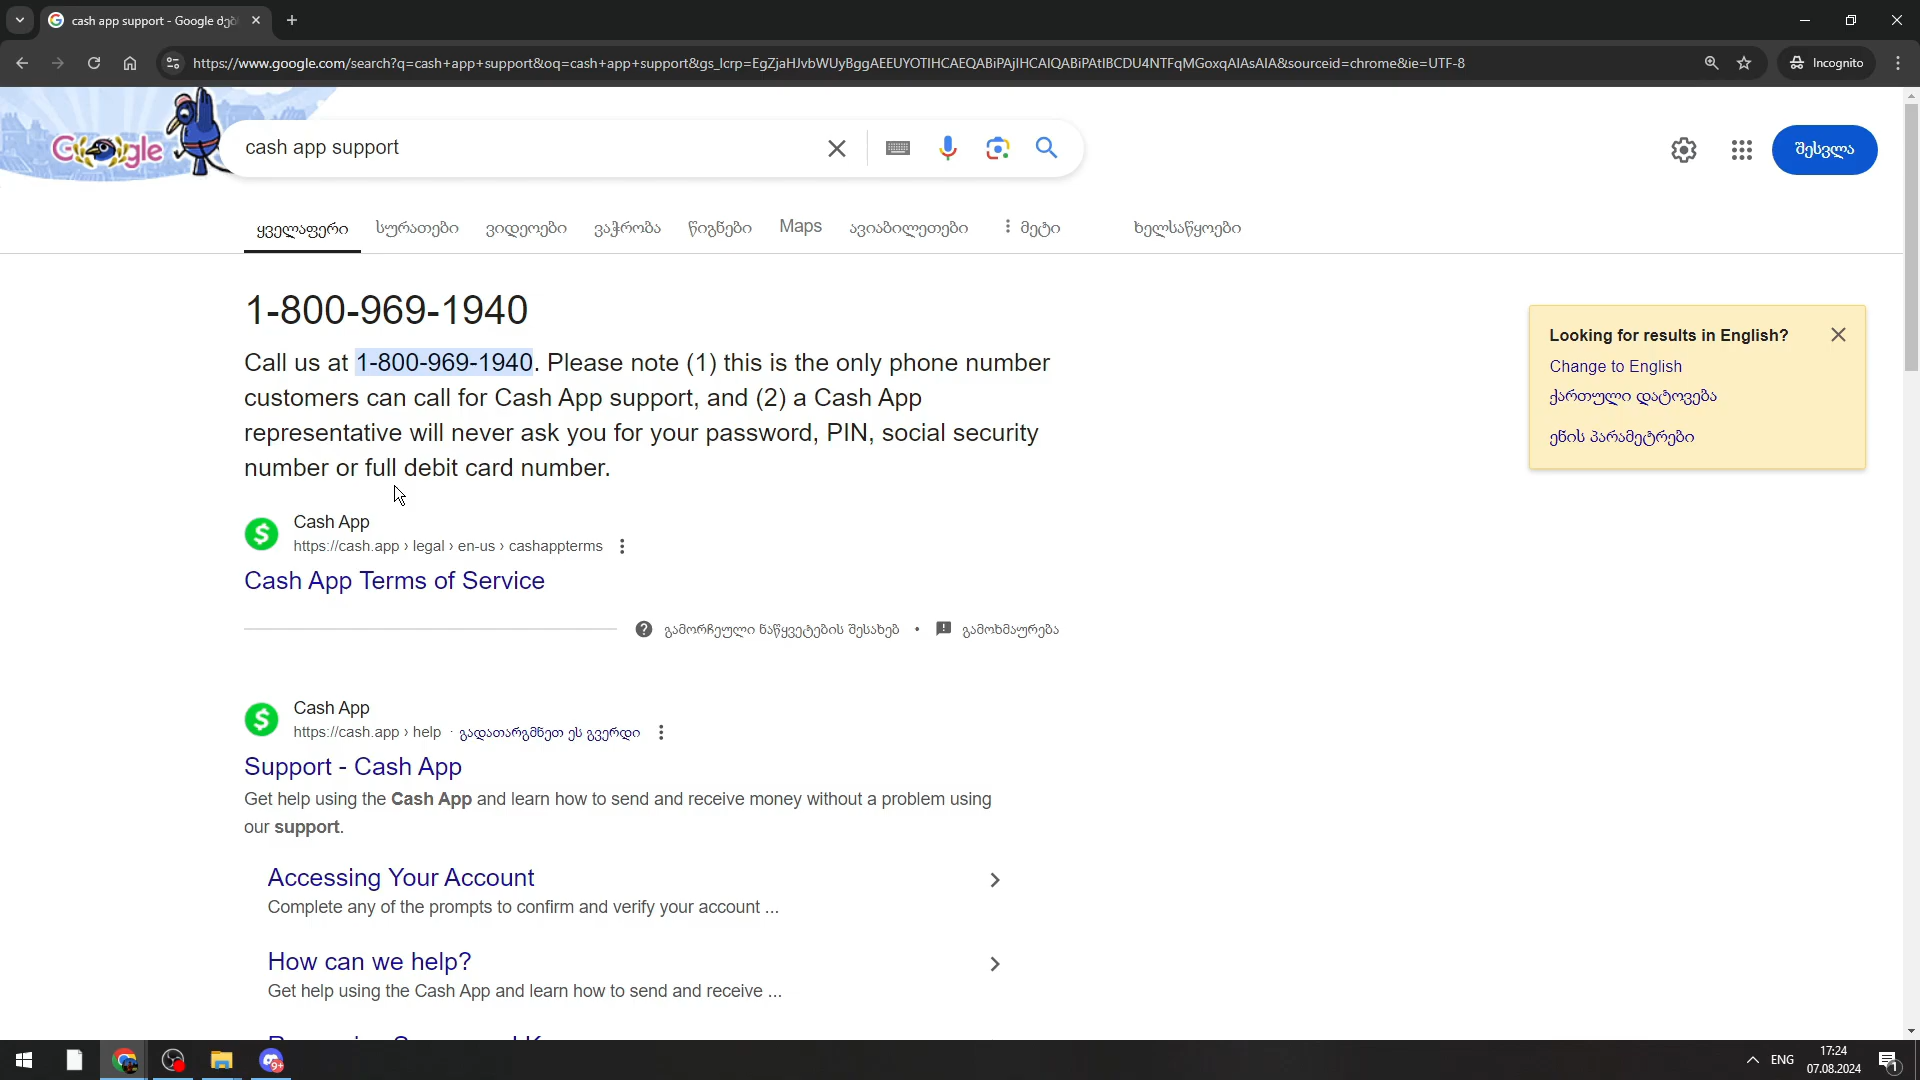 cash app support - Google ძებნ
https://www.google.com/search?q=cash+app+support&oq=cash+app+support&gs_lcrp=EgZjaHJvbWUyBggAEEUYOTIHCAEQABiPAjIHCAIQABiPAtIBCDU4NTFqMGoxqAIAsAIA&sourceid=chrome&ie=UTF-8
Incognito
Google
cash app support
შესვლა
ყველაფერი
სურათები
ვიდეოები
ვაჭრობა
წიგნები
Maps
ავიაბილეთები
მეტი
ხელსაწყოები
1-800-969-1940
Call us at 1-800-969-1940. Please note (1) this is the only phone number
customers can call for Cash App support, and (2) a Cash App
representative will never ask you for your password, PIN, social security
number or full debit card number.
Looking for results in English?
Change to English
ქართული დატოვება
ენის პარამეტრები
Cash App
https://cash.app › legal › en-us › cashappterms
Cash App Terms of Service
გამორჩეული ნაწყვეტების შესახებ • გამოხმაურება
Cash App
https://cash.app › help · გადათარგმნეთ ეს გვერდი
Support - Cash App
Get help using the Cash App and learn how to send and receive money without a problem using
our support.
Accessing Your Account
Complete any of the prompts to confirm and verify your account ...
How can we help?
Get help using the Cash App and learn how to send and receive ...
9+
ENG
17:24
07.08.2024
1